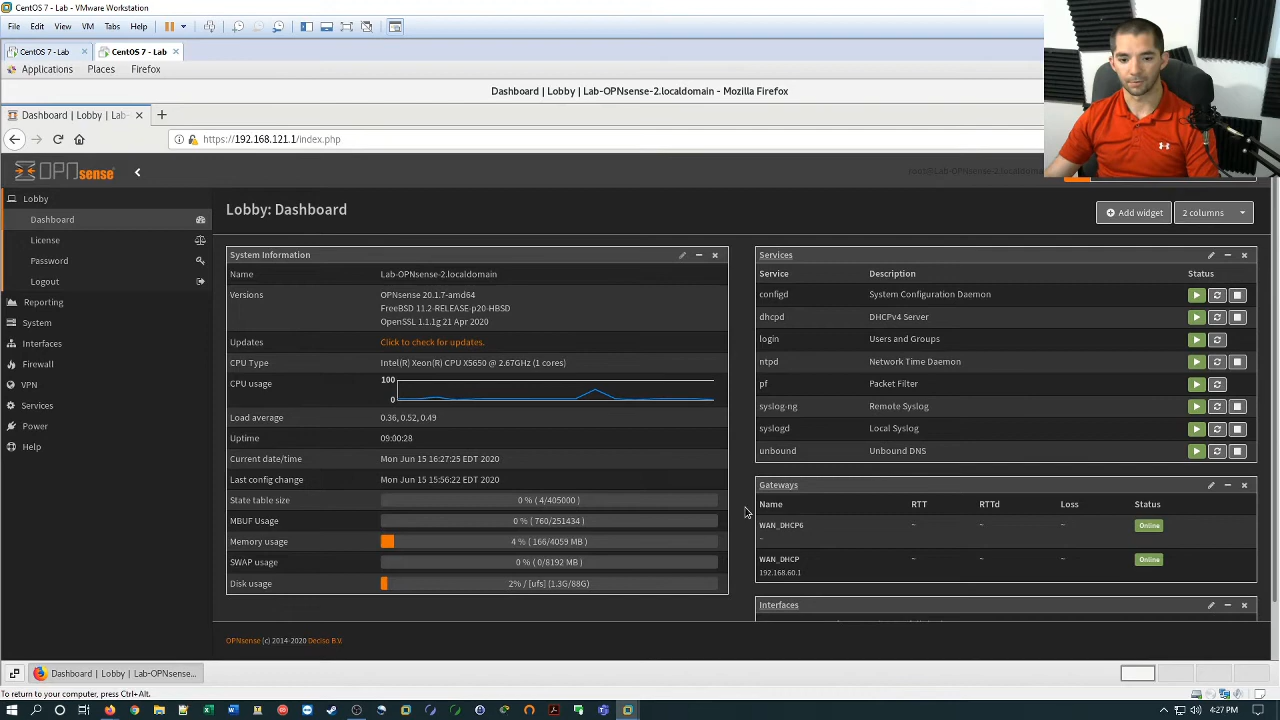 CentOS 7 - Lab - VMware Workstation
File Edit View VM Tabs Help
CentOS 7 - Lab × CentOS 7 - Lab ×
Applications Places Firefox
Dashboard | Lobby | Lab-OPNsense-2.localdomain - Mozilla Firefox
Dashboard | Lobby | Lab- × +
https://192.168.121.1/index.php
OPNsense
root@Lab-OPNsense-2.localdomai
Lobby
Dashboard
License
Password
Logout
Reporting
System
Interfaces
Firewall
VPN
Services
Power
Help
Lobby: Dashboard
Add widget 2 columns
System Information
Name Lab-OPNsense-2.localdomain
Versions OPNsense 20.1.7-amd64
FreeBSD 11.2-RELEASE-p20-HBSD
OpenSSL 1.1.1g 21 Apr 2020
Updates Click to check for updates.
CPU Type Intel(R) Xeon(R) CPU X5650 @ 2.67GHz (1 cores)
CPU usage 100
0
Load average 0.36, 0.52, 0.49
Uptime 09:00:28
Current date/time Mon Jun 15 16:27:25 EDT 2020
Last config change Mon Jun 15 15:56:22 EDT 2020
State table size 0 % ( 4/405000 )
MBUF Usage 0 % ( 760/251434 )
Memory usage 4 % ( 166/4059 MB )
SWAP usage 0 % ( 0/8192 MB )
Disk usage 2% / [ufs] (1.3G/88G)
Services
Service Description Status
configd System Configuration Daemon
dhcpd DHCPv4 Server
login Users and Groups
ntpd Network Time Daemon
pf Packet Filter
syslog-ng Remote Syslog
syslogd Local Syslog
unbound Unbound DNS
Gateways
Name RTT RTTd Loss Status
WAN_DHCP6 ~ ~ ~ Online
~
WAN_DHCP ~ ~ ~ Online
192.168.60.1
Interfaces
OPNsense (c) 2014-2020 Deciso B.V.
Dashboard | Lobby | Lab-OPNsense...
To return to your computer, press Ctrl+Alt.
4:27 PM